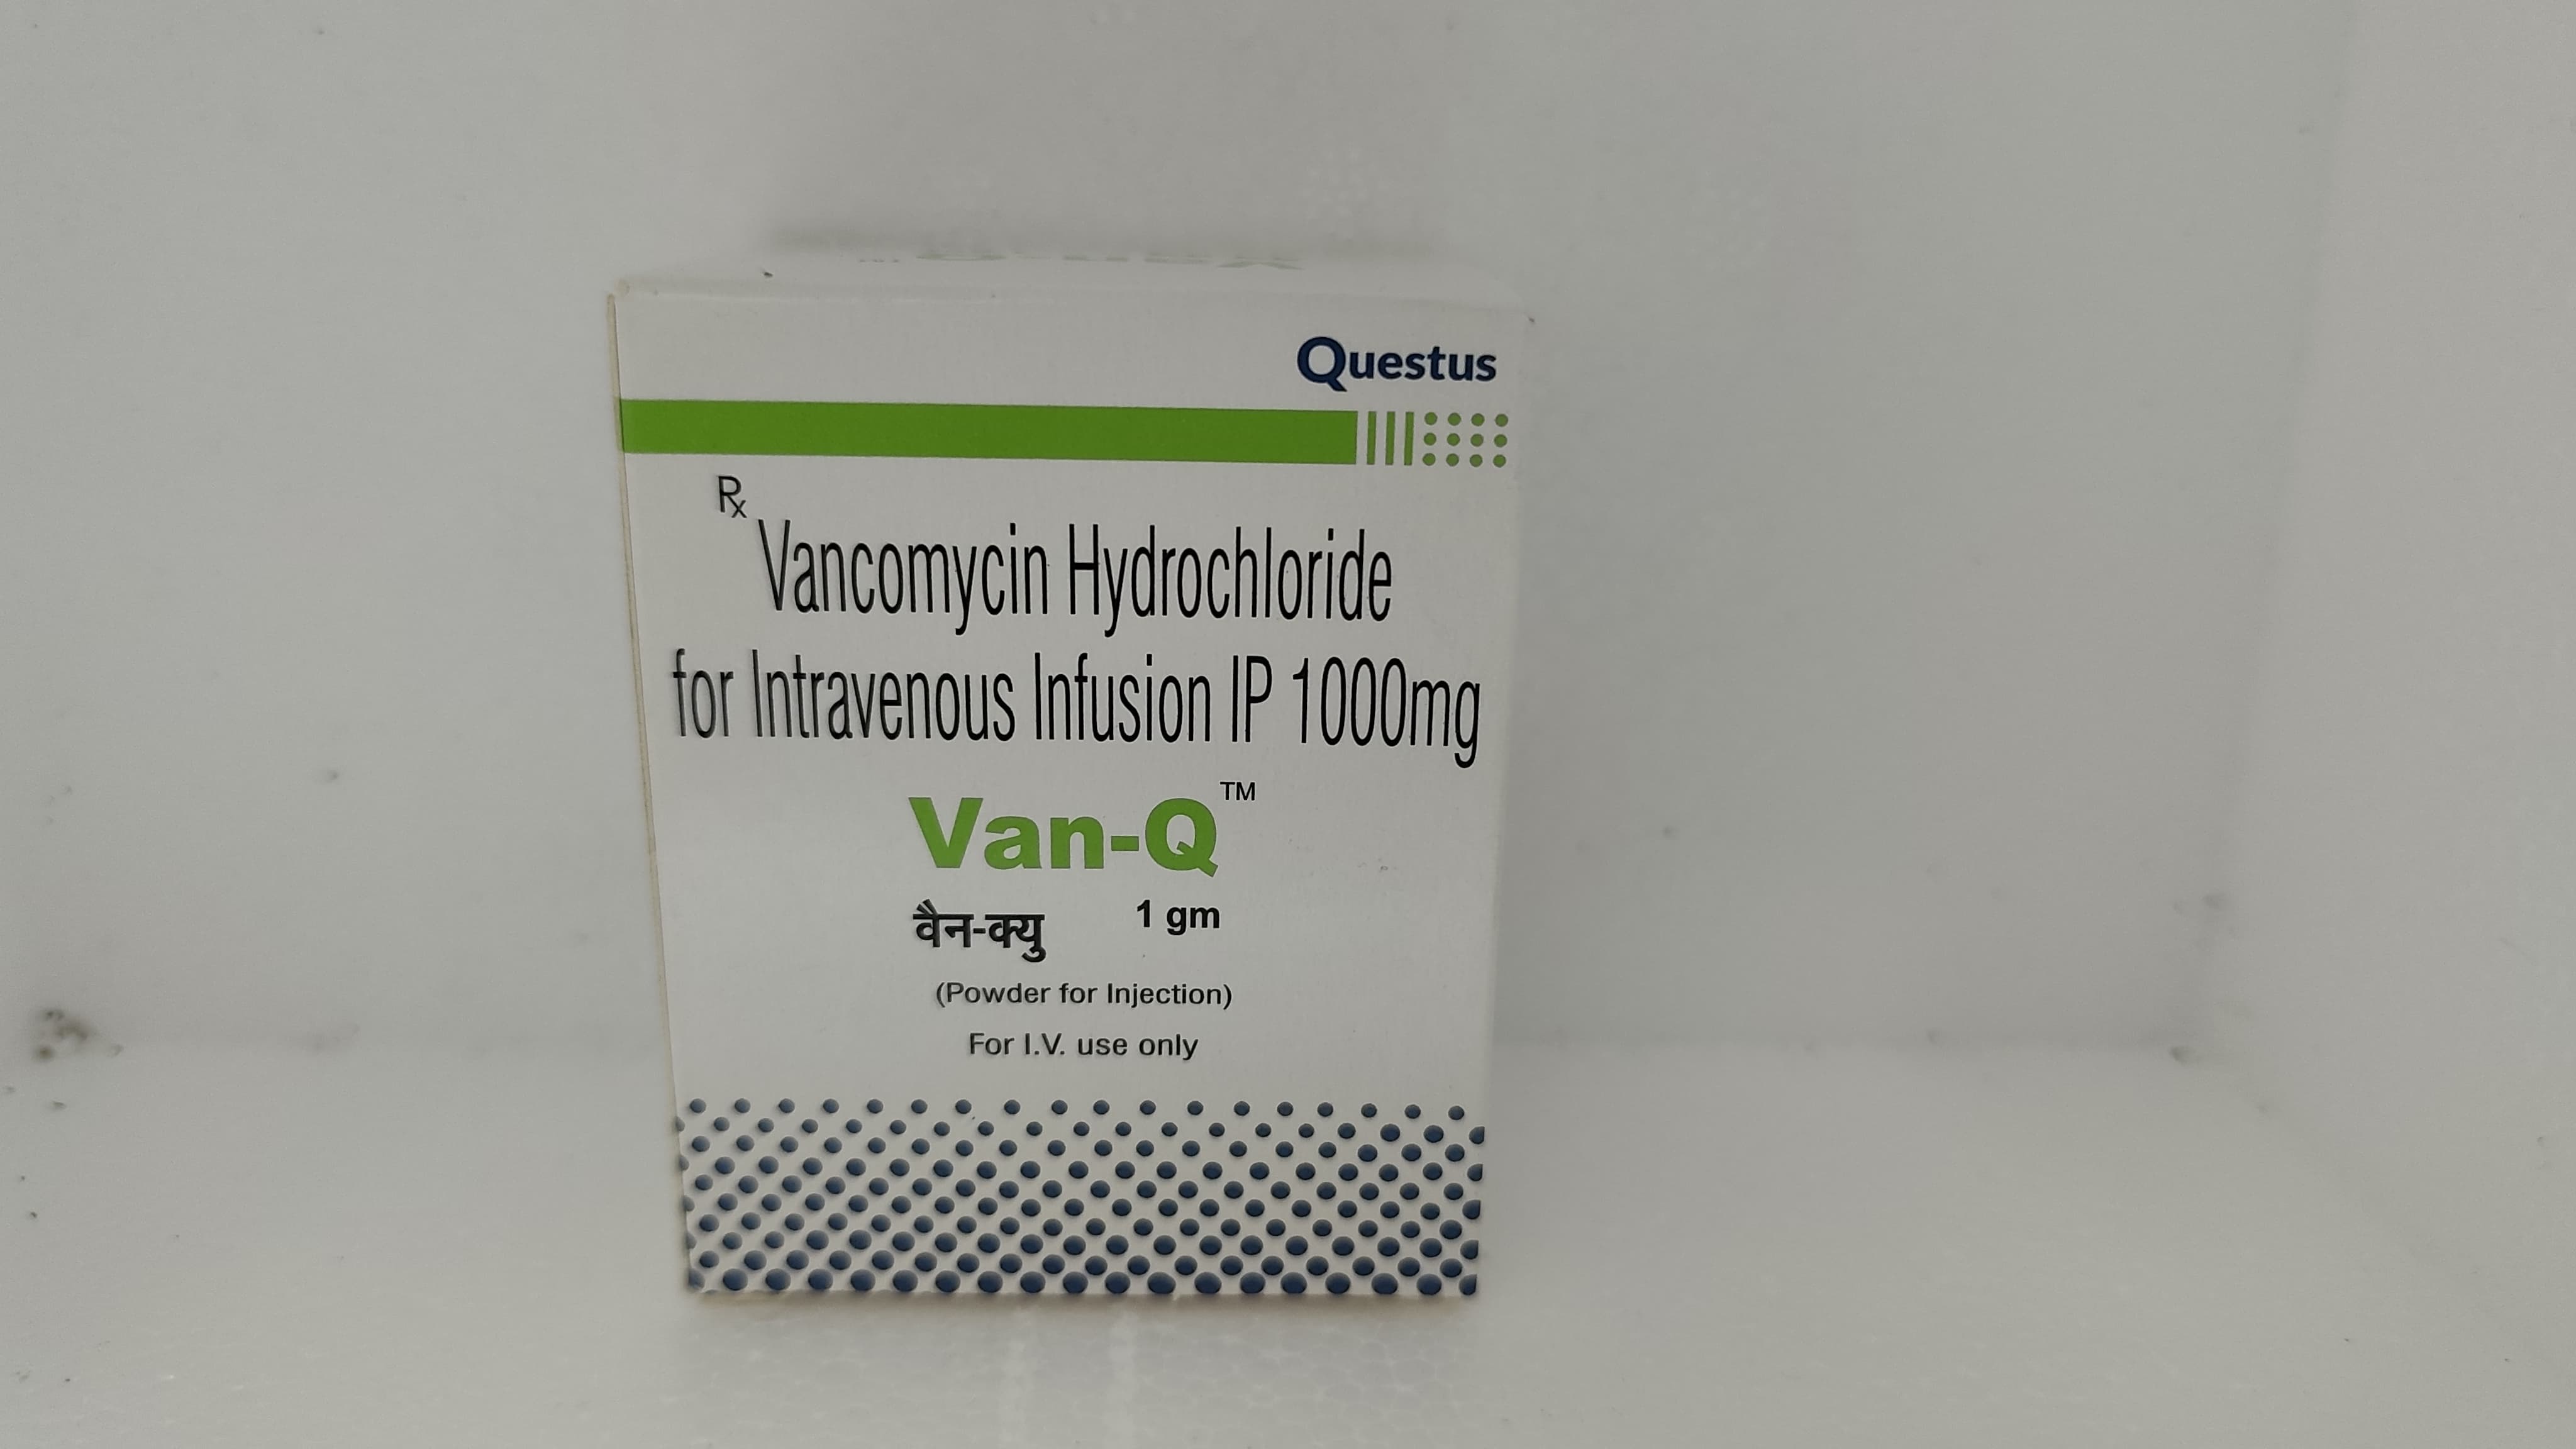 Questus
Rx
Vancomycin Hydrochloride
for Intravenous Infusion IP 1000mg
Van-Q™
वैन-क्यु 1 gm
(Powder for Injection)
For I.V. use only